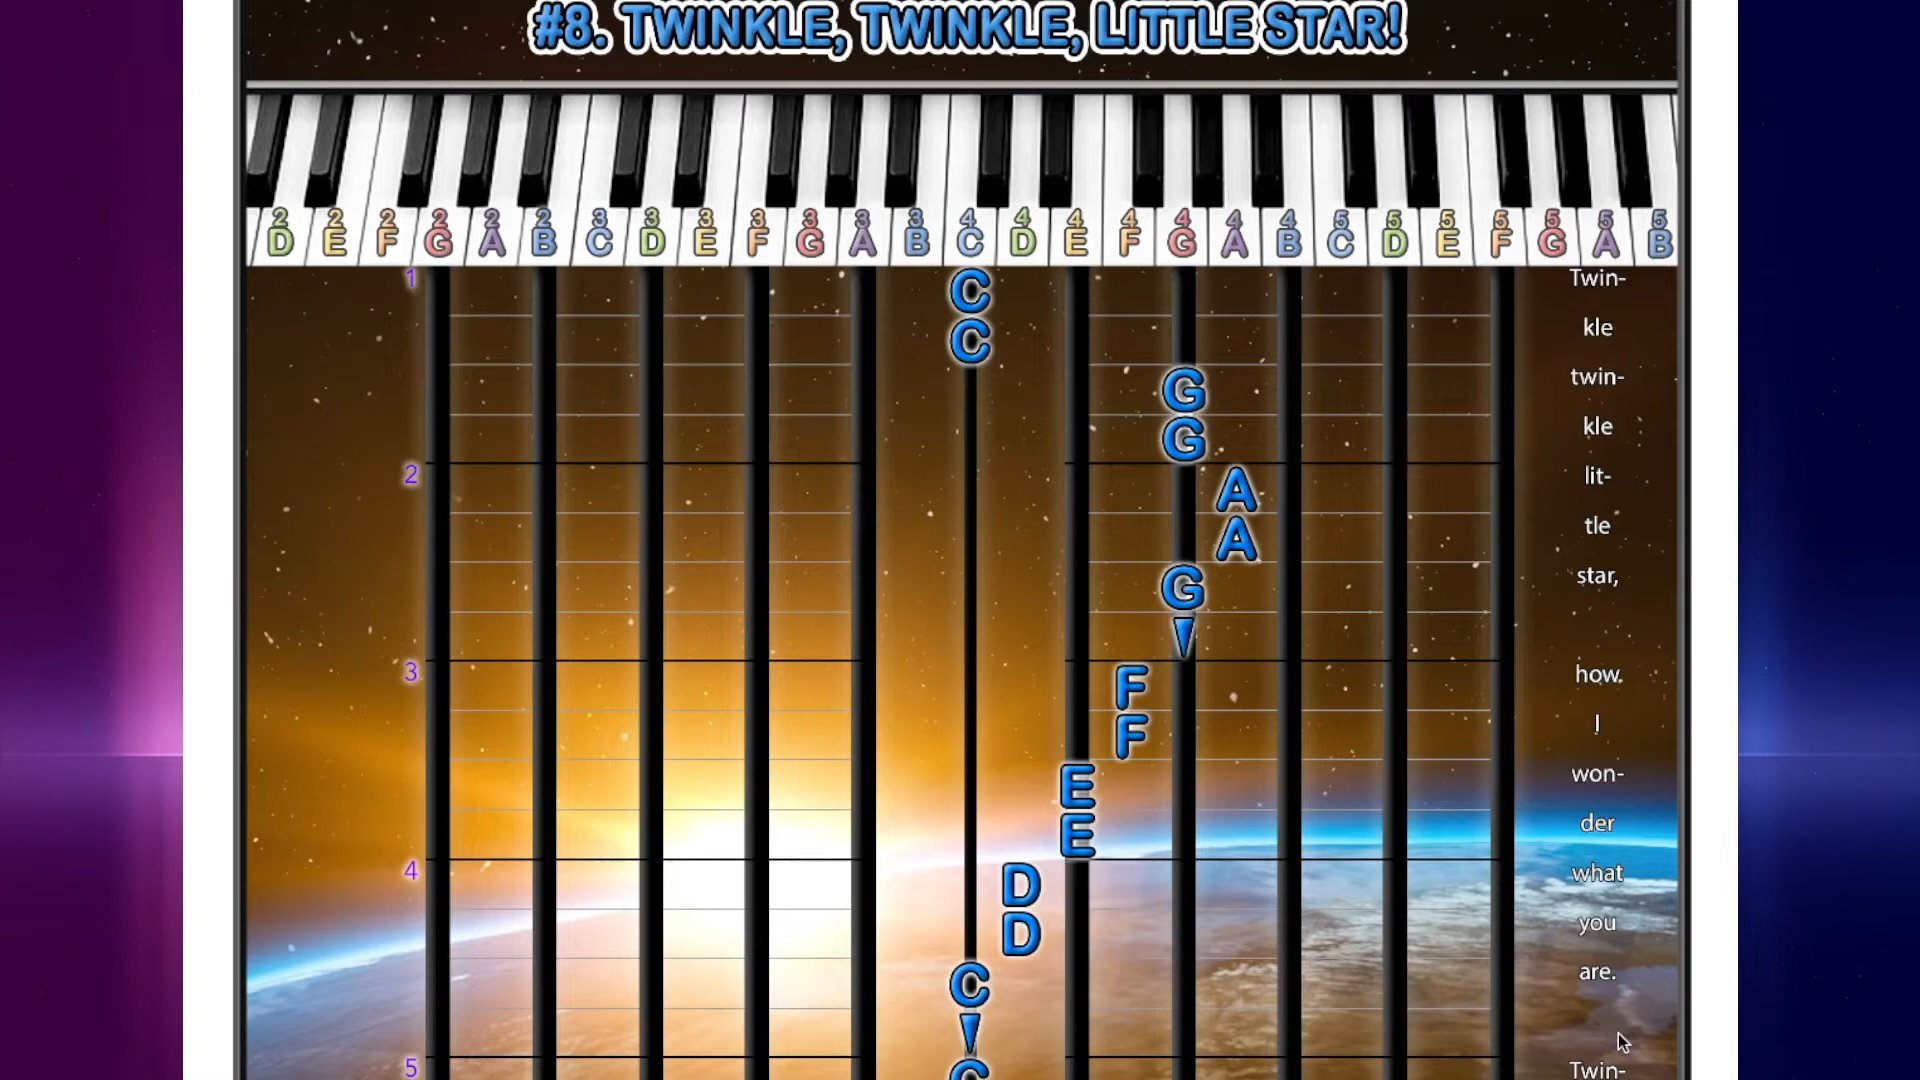 #8. TWINKLE, TWINKLE, LITTLE STAR!
2 2 2 2 2 2 3 3 3 3 3 3 3 4 4 4 4 4 4 4 5 5 5 5 5 5 5
D E F G A B C D E F G A B C D E F G A B C D E F G A B
1 C Twin-
C kle
G twin-
G kle
2 A lit-
A tle
G star,
3 F how
F I
E won-
E der
4 D what
D you
C are.
5 C Twin-